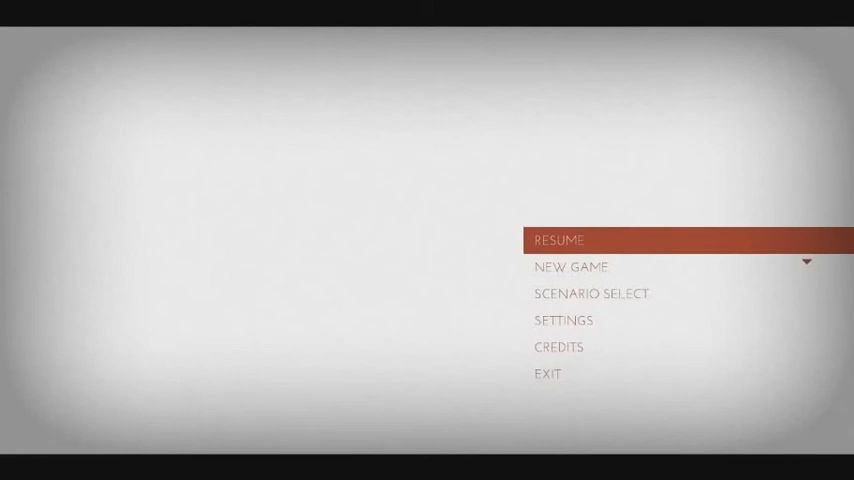 RESUME
NEW GAME
SCENARIO SELECT
SETTINGS
CREDITS
EXIT